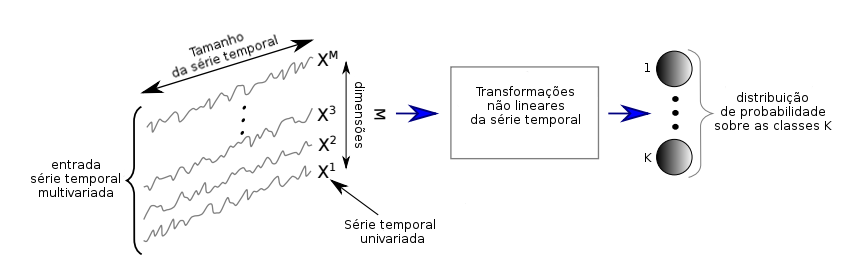 Tamanho
da série temporal
X^M
X^3
X^2
X^1
M
dimensões
entrada
série temporal
multivariada
Série temporal
univariada
Transformações
não lineares
da série temporal
1
K
distribuição
de probabilidade
sobre as classes K